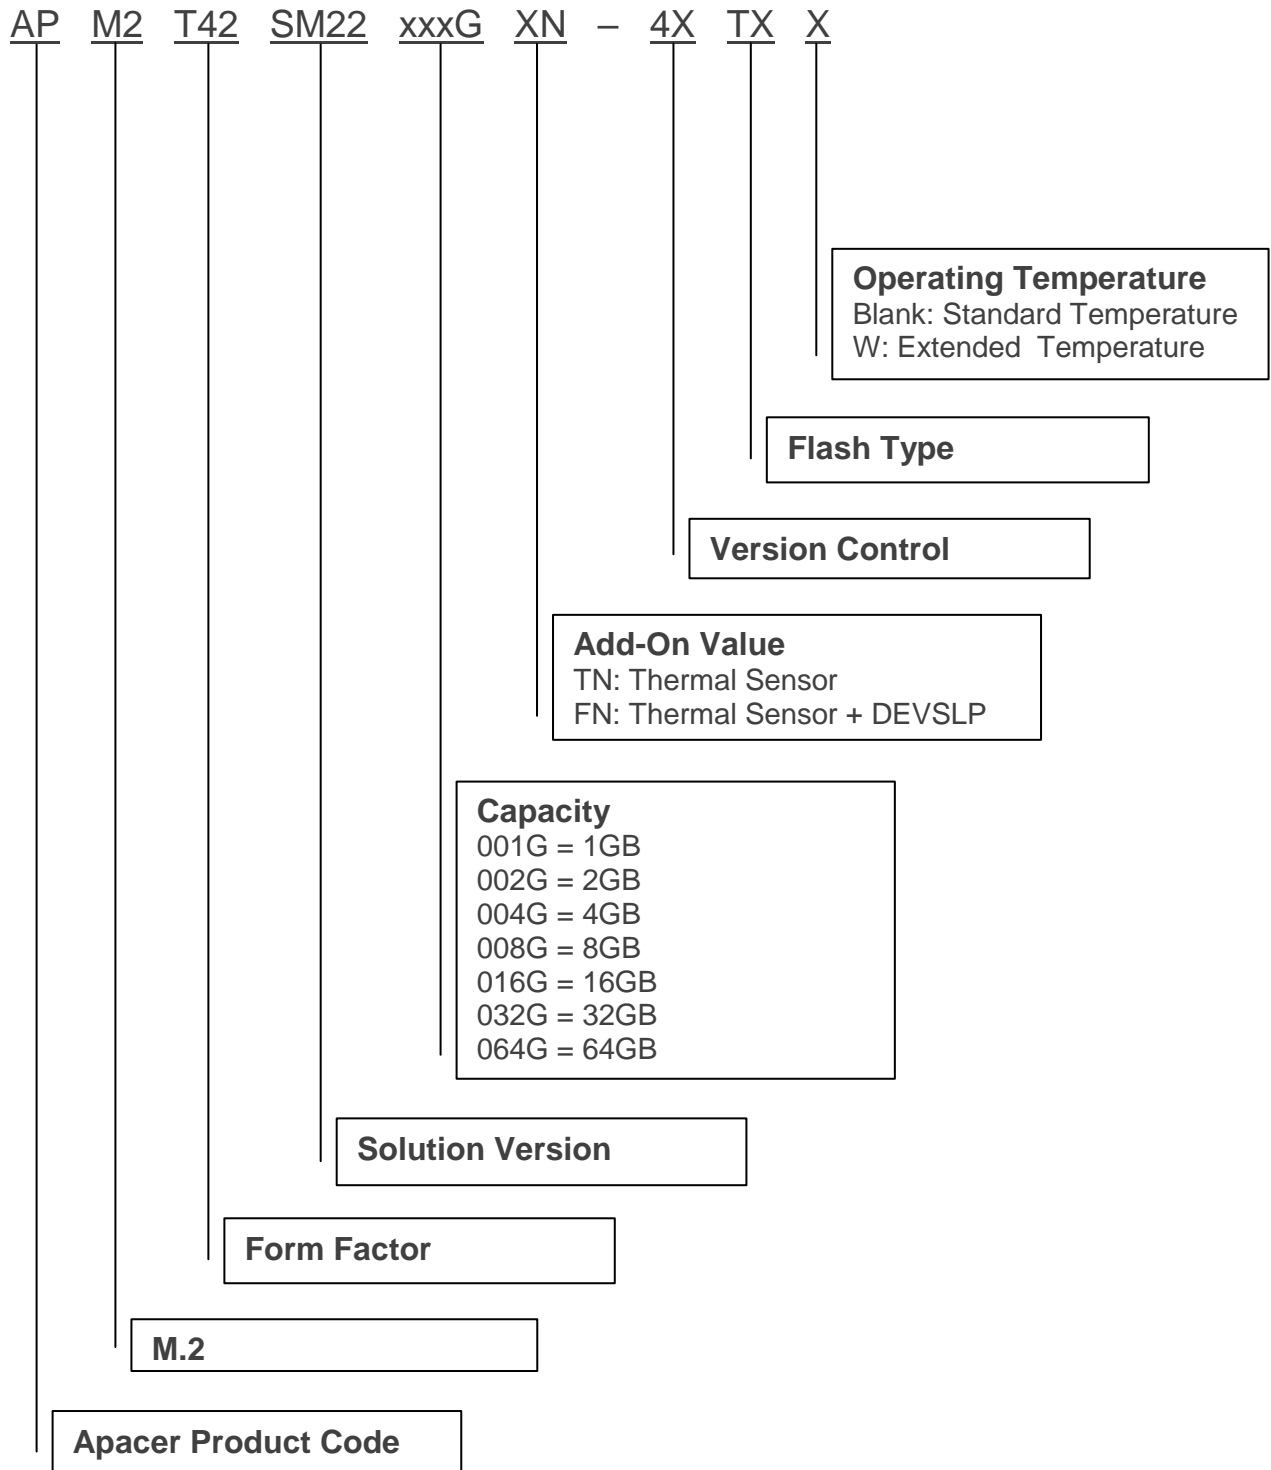 AP M2 T42 SM22 xxxG XN – 4X TX X
Operating Temperature
Blank: Standard Temperature
W: Extended Temperature
Flash Type
Version Control
Add-On Value
TN: Thermal Sensor
FN: Thermal Sensor + DEVSLP
Capacity
001G = 1GB
002G = 2GB
004G = 4GB
008G = 8GB
016G = 16GB
032G = 32GB
064G = 64GB
Solution Version
Form Factor
M.2
Apacer Product Code